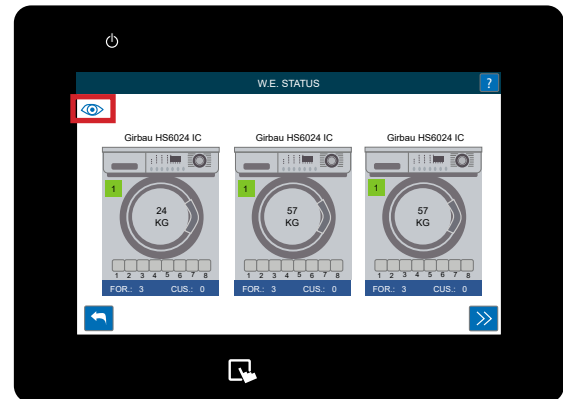 W.E. STATUS ?
Girbau HS6024 IC Girbau HS6024 IC Girbau HS6024 IC
1 1 1
24 57 57
KG KG KG
1 2 3 4 5 6 7 8 1 2 3 4 5 6 7 8 1 2 3 4 5 6 7 8
FOR.: 3 CUS.: 0 FOR.: 3 CUS.: 0 FOR.: 3 CUS.: 0